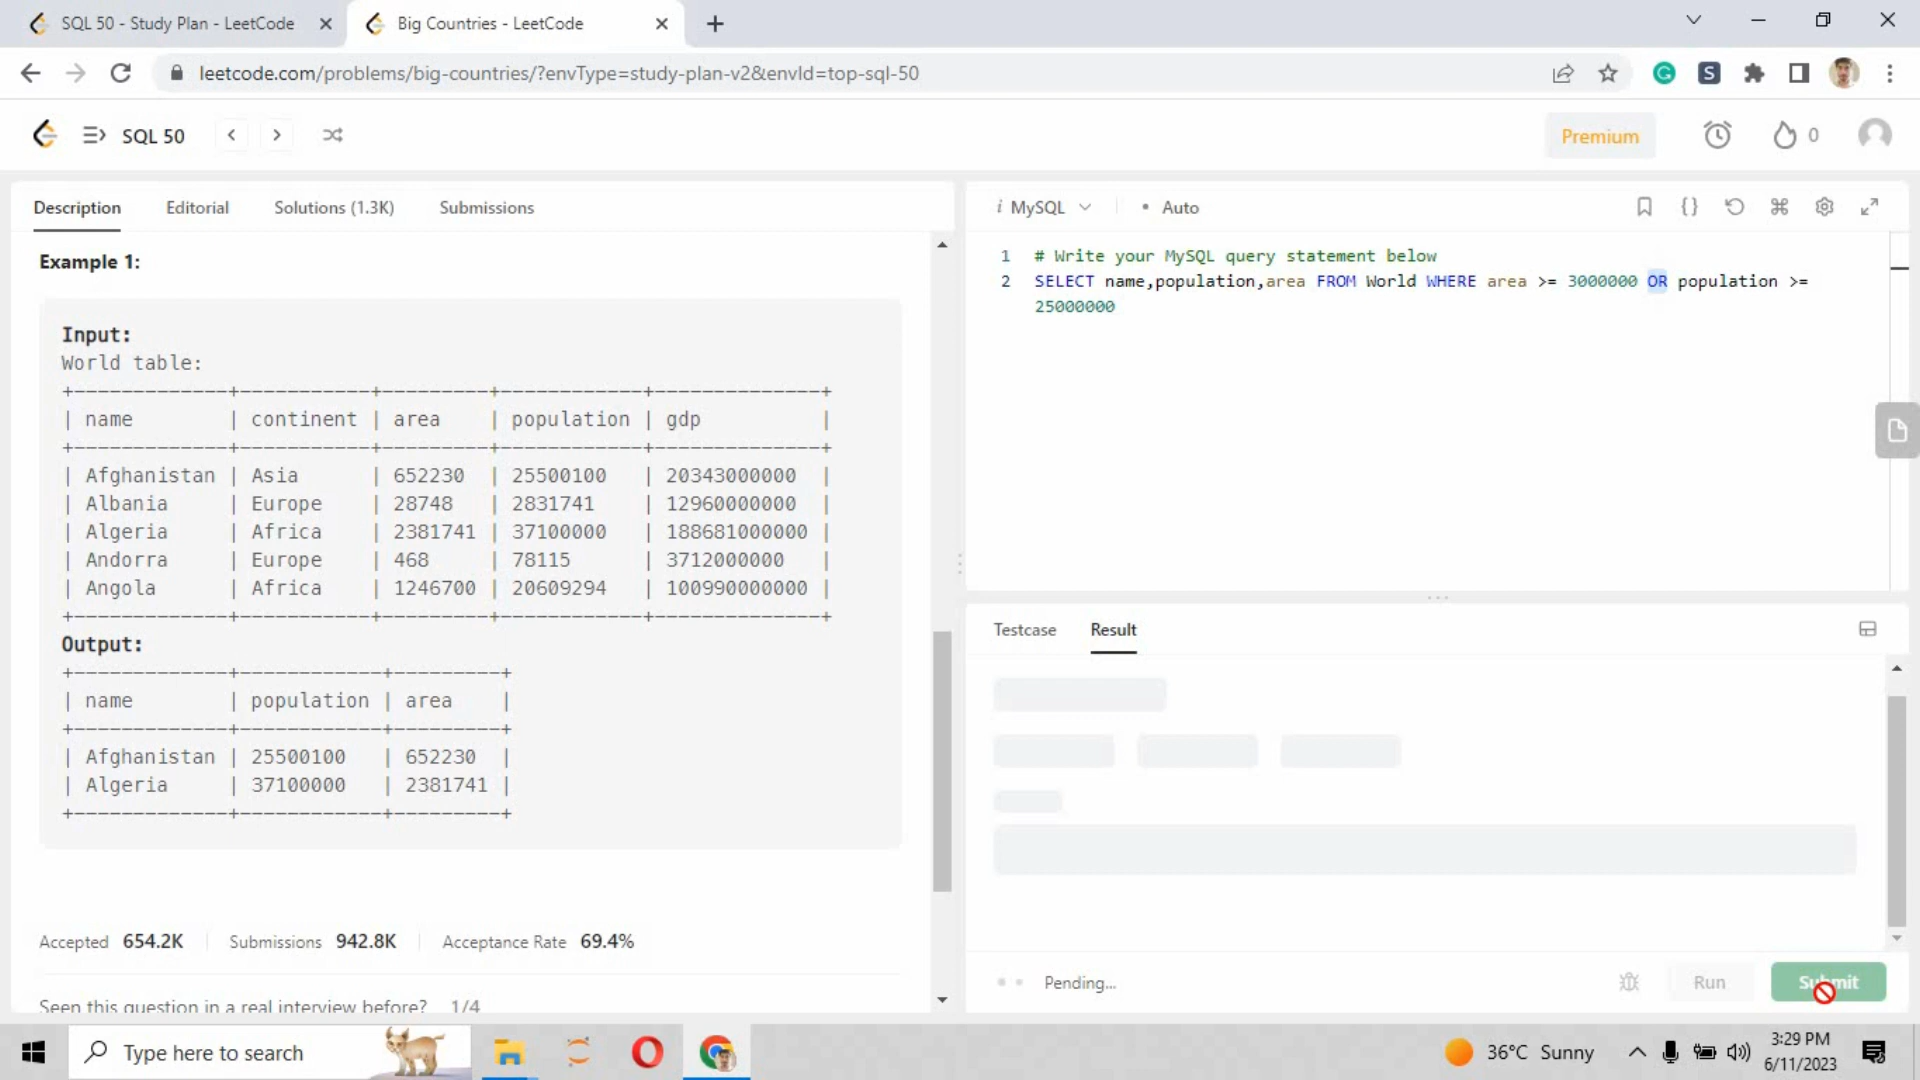 SQL 50 - Study Plan - LeetCode
Big Countries - LeetCode
leetcode.com/problems/big-countries/?envType=study-plan-v2&envId=top-sql-50
SQL 50
Premium
0
Description
Editorial
Solutions (1.3K)
Submissions
Example 1:
Input:
World table:
+-------------+-----------+---------+------------+--------------+
| name | continent | area | population | gdp |
+-------------+-----------+---------+------------+--------------+
| Afghanistan | Asia | 652230 | 25500100 | 20343000000 |
| Albania | Europe | 28748 | 2831741 | 12960000000 |
| Algeria | Africa | 2381741 | 37100000 | 188681000000 |
| Andorra | Europe | 468 | 78115 | 3712000000 |
| Angola | Africa | 1246700 | 20609294 | 100990000000 |
+-------------+-----------+---------+------------+--------------+
Output:
+-------------+------------+---------+
| name | population | area |
+-------------+------------+---------+
| Afghanistan | 25500100 | 652230 |
| Algeria | 37100000 | 2381741 |
+-------------+------------+---------+
Accepted 654.2K
Submissions 942.8K
Acceptance Rate 69.4%
Seen this question in a real interview before? 1/4
i MySQL
• Auto
1 # Write your MySQL query statement below
2 SELECT name,population,area FROM World WHERE area >= 3000000 OR population >=
25000000
Testcase
Result
Pending...
Run
Submit
Type here to search
36°C Sunny
3:29 PM
6/11/2023